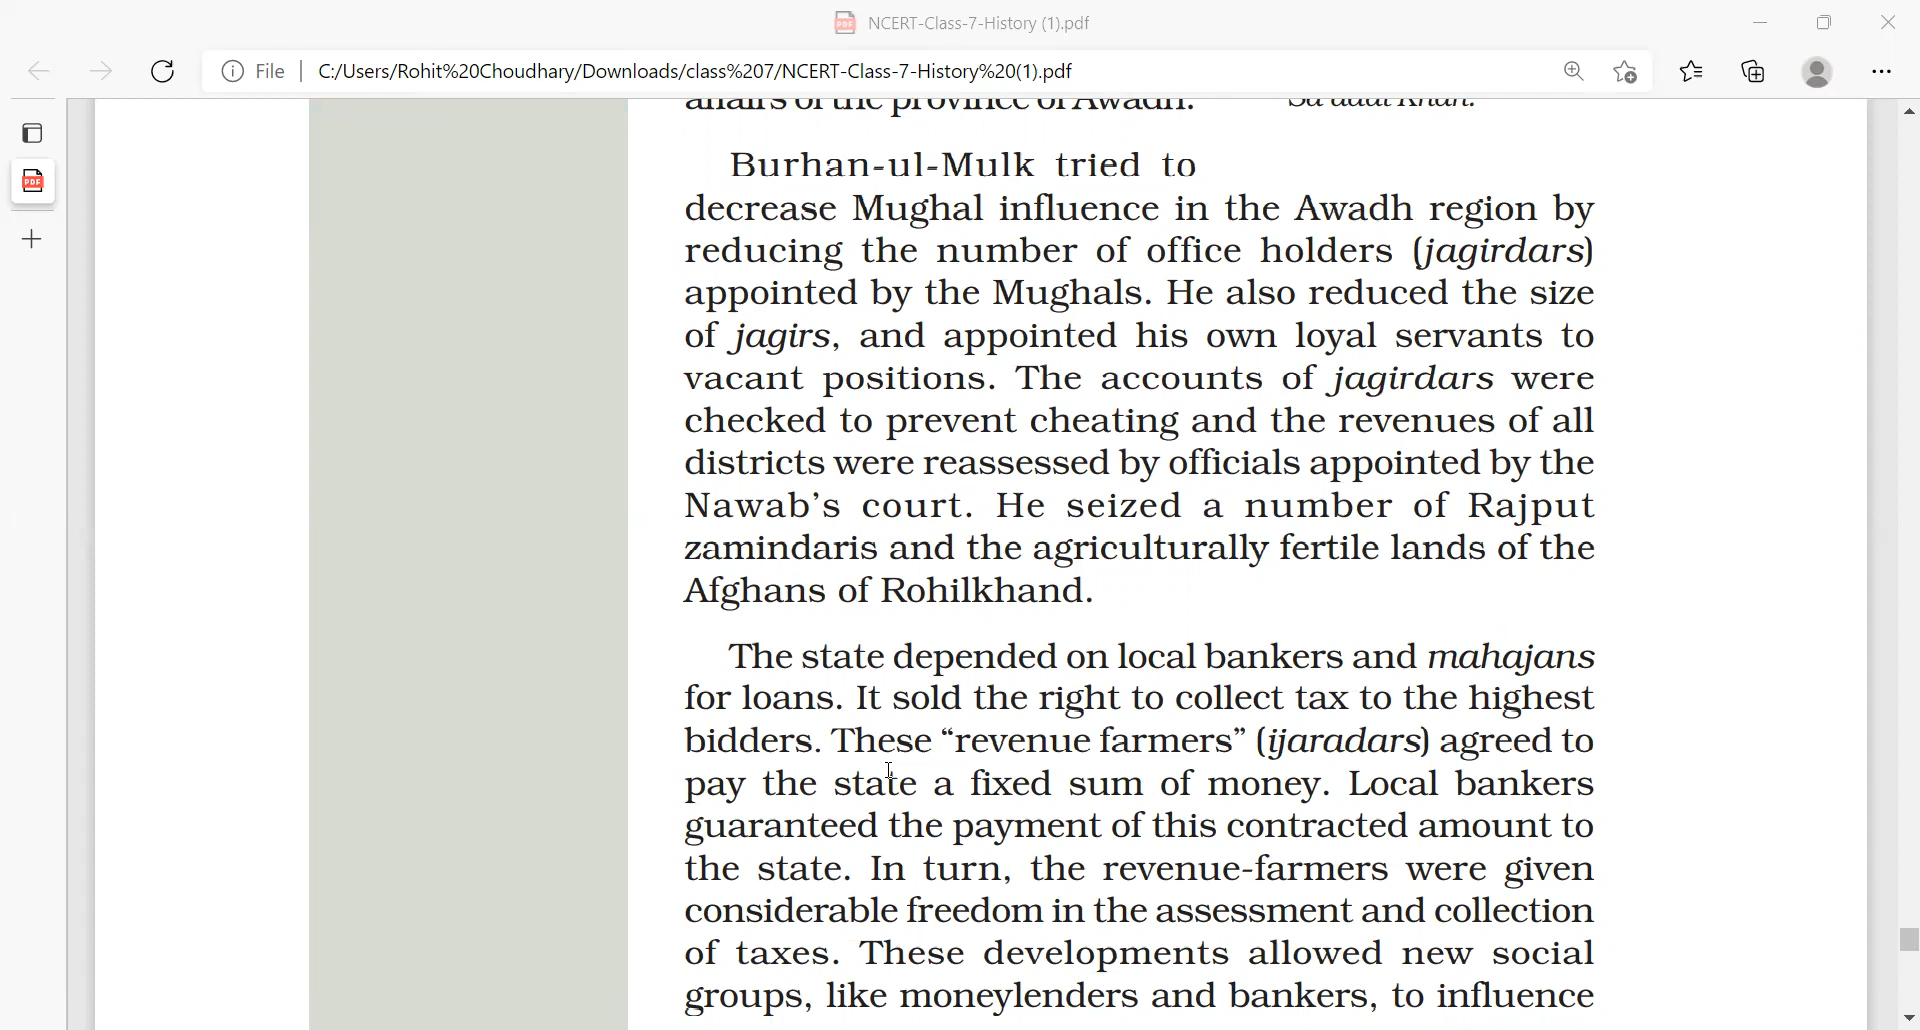 NCERT-Class-7-History (1).pdf
File C:/Users/Rohit%20Choudhary/Downloads/class%207/NCERT-Class-7-History%20(1).pdf
affairs of the province of Awadh. Sa'adat Khan.
Burhan-ul-Mulk tried to
decrease Mughal influence in the Awadh region by
reducing the number of office holders (jagirdars)
appointed by the Mughals. He also reduced the size
of jagirs, and appointed his own loyal servants to
vacant positions. The accounts of jagirdars were
checked to prevent cheating and the revenues of all
districts were reassessed by officials appointed by the
Nawab's court. He seized a number of Rajput
zamindaris and the agriculturally fertile lands of the
Afghans of Rohilkhand.
The state depended on local bankers and mahajans
for loans. It sold the right to collect tax to the highest
bidders. These “revenue farmers” (ijaradars) agreed to
pay the state a fixed sum of money. Local bankers
guaranteed the payment of this contracted amount to
the state. In turn, the revenue-farmers were given
considerable freedom in the assessment and collection
of taxes. These developments allowed new social
groups, like moneylenders and bankers, to influence